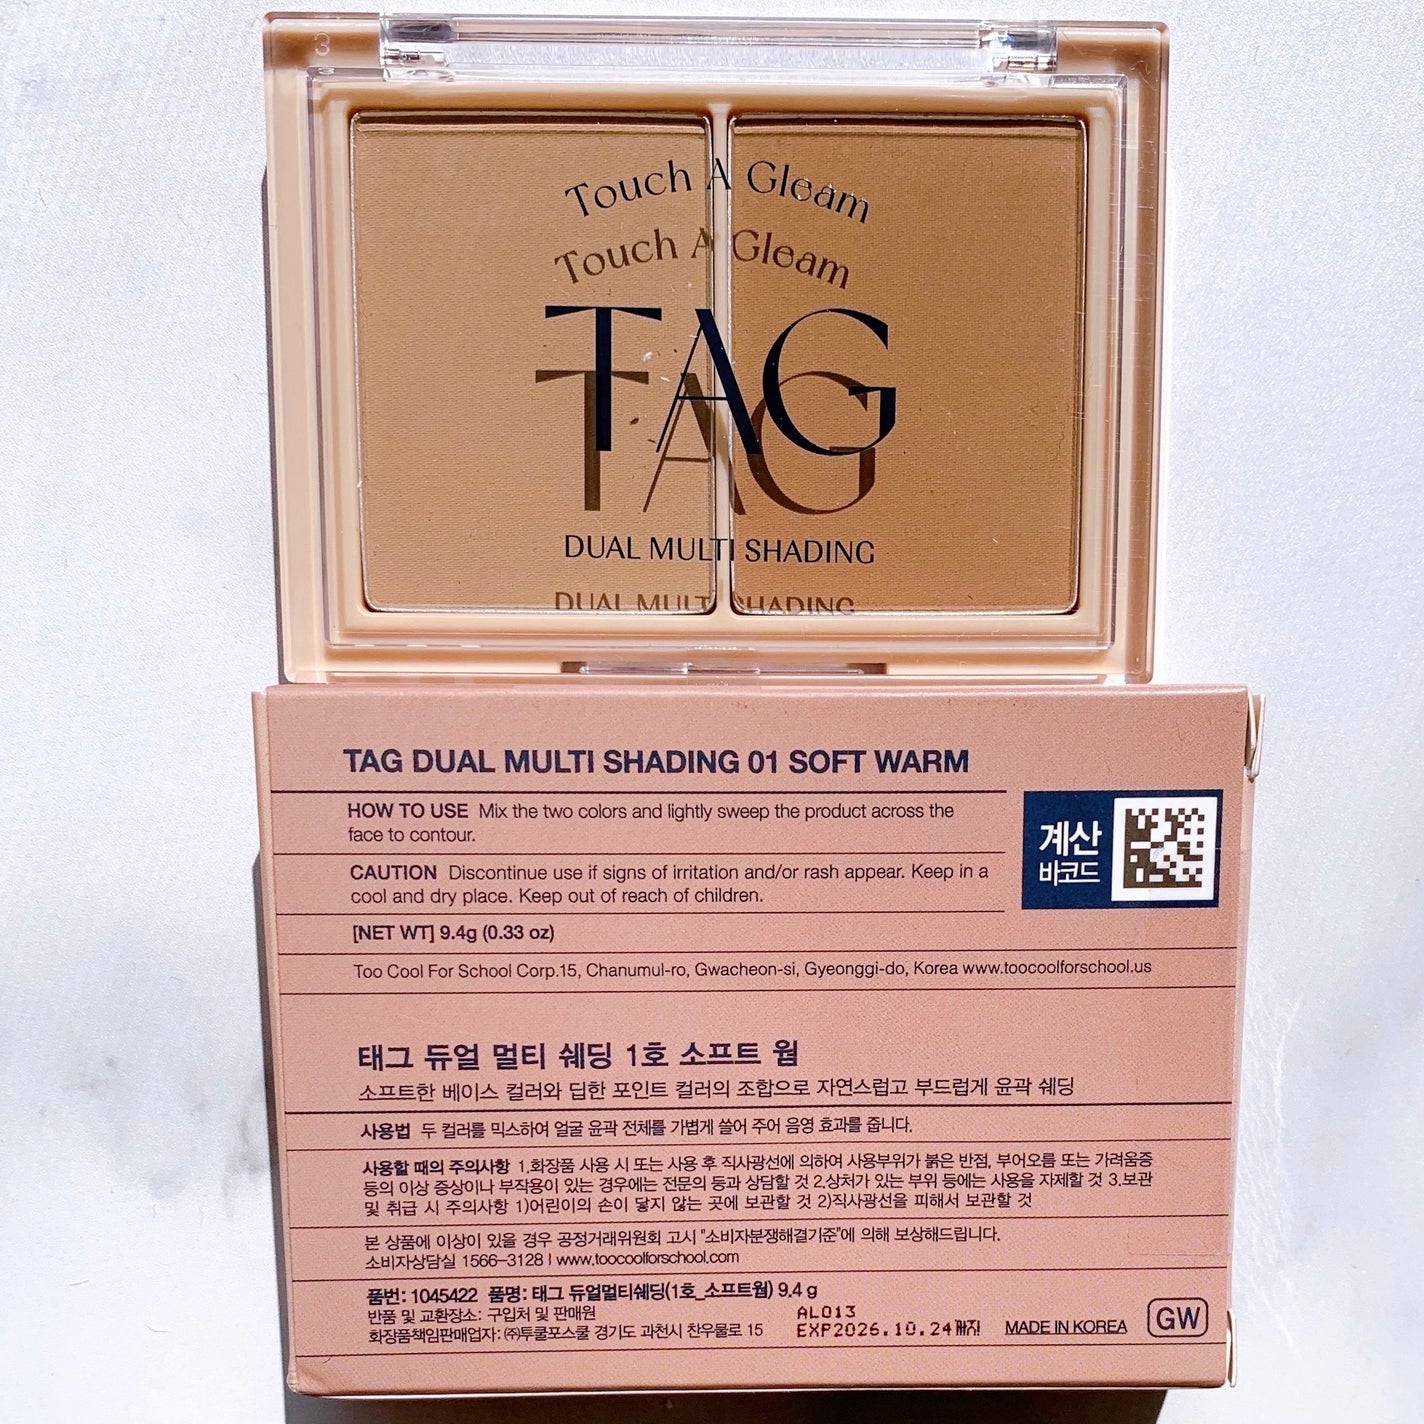 Touch A Gleam
TAG
DUAL MULTI SHADING
TAG DUAL MULTI SHADING 01 SOFT WARM
HOW TO USE Mix the two colors and lightly sweep the product across the
face to contour.
CAUTION Discontinue use if signs of irritation and/or rash appear. Keep in a
cool and dry place. Keep out of reach of children.
계산
바코드
[NET WT] 9.4g (0.33 oz)
Too Cool For School Corp.15, Chanumul-ro, Gwacheon-si, Gyeonggi-do, Korea www.toocoolforschool.us
태그 듀얼 멀티 쉐딩 1호 소프트 웜
소프트한 베이스 컬러와 딥한 포인트 컬러의 조합으로 자연스럽고 부드럽게 윤곽 쉐딩
사용법 두 컬러를 믹스하여 얼굴 윤곽 전체를 가볍게 쓸어 주어 음영 효과를 줍니다.
사용할 때의 주의사항 1.화장품 사용 시 또는 사용 후 직사광선에 의하여 사용부위가 붉은 반점, 부어오름 또는 가려움증
등의 이상 증상이나 부작용이 있는 경우에는 전문의 등과 상담할 것 2.상처가 있는 부위 등에는 사용을 자제할 것 3.보관
및 취급 시 주의사항 1)어린이의 손이 닿지 않는 곳에 보관할 것 2)직사광선을 피해서 보관할 것
본 상품에 이상이 있을 경우 공정거래위원회 고시 "소비자분쟁해결기준"에 의해 보상해드립니다.
소비자상담실 1566-3128 | www.toocoolforschool.com
품번: 1045422 품명: 태그 듀얼멀티쉐딩(1호_소프트웜) 9.4 g
반품 및 교환장소: 구입처 및 판매원
화장품책임판매업자: ㈜투쿨포스쿨 경기도 과천시 찬우물로 15
AL013
EXP2026.10.24까지
MADE IN KOREA
GW